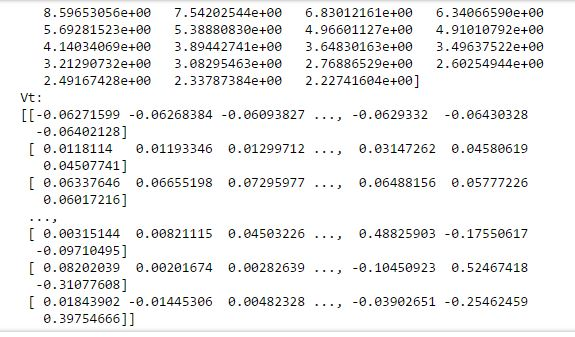 8.59653056e+00 7.54202544e+00 6.83012161e+00 6.34066590e+00
5.69281523e+00 5.38880830e+00 4.96601127e+00 4.91010792e+00
4.14034069e+00 3.89442741e+00 3.64830163e+00 3.49637522e+00
3.21290732e+00 3.08295463e+00 2.76886529e+00 2.60254944e+00
2.49167428e+00 2.33787384e+00 2.22741604e+00]
Vt:
[[-0.06271599 -0.06268384 -0.06093827 ..., -0.0629332 -0.06430328
-0.06402128]
[ 0.0118114 0.01193346 0.01299712 ..., 0.03147262 0.04580619
0.04507741]
[ 0.06337646 0.06655198 0.07295977 ..., 0.06488156 0.05777226
0.06017216]
...,
[ 0.00315144 0.00821115 0.04503226 ..., 0.48825903 -0.17550617
-0.09710495]
[ 0.08202039 0.00201674 0.00282639 ..., -0.10450923 0.52467418
-0.31077608]
[ 0.01843902 -0.01445306 0.00482328 ..., -0.03902651 -0.25462459
0.39754666]]